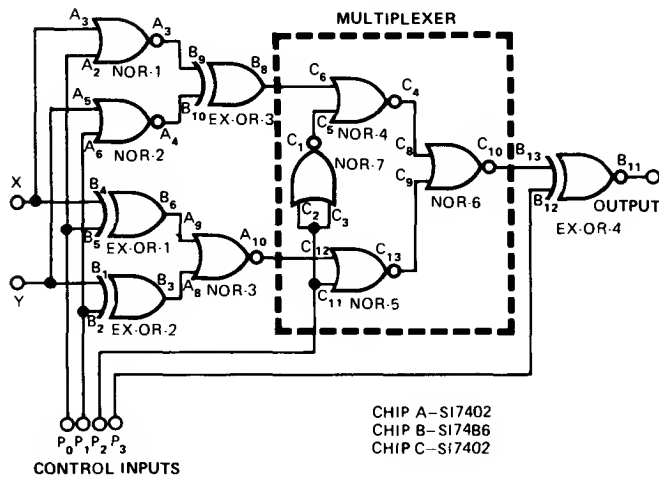 MULTIPLEXER
A3
A3
A2
NOR-1
B9
B8
B10
EX-OR-3
A5
A4
A6
NOR-2
C6
C4
C5
NOR-4
C1
NOR-7
C8
C10
C9
NOR-6
B13
B11
B12
OUTPUT
EX-OR-4
X
B4
B6
B5
A9
EX-OR-1
C2
C3
A10
C12
C13
Y
B1
B3
A8
NOR-3
C11
NOR-5
B2
EX-OR-2
P0 P1 P2 P3
CONTROL INPUTS
CHIP A-SI7402
CHIP B-SI74B6
CHIP C-SI7402